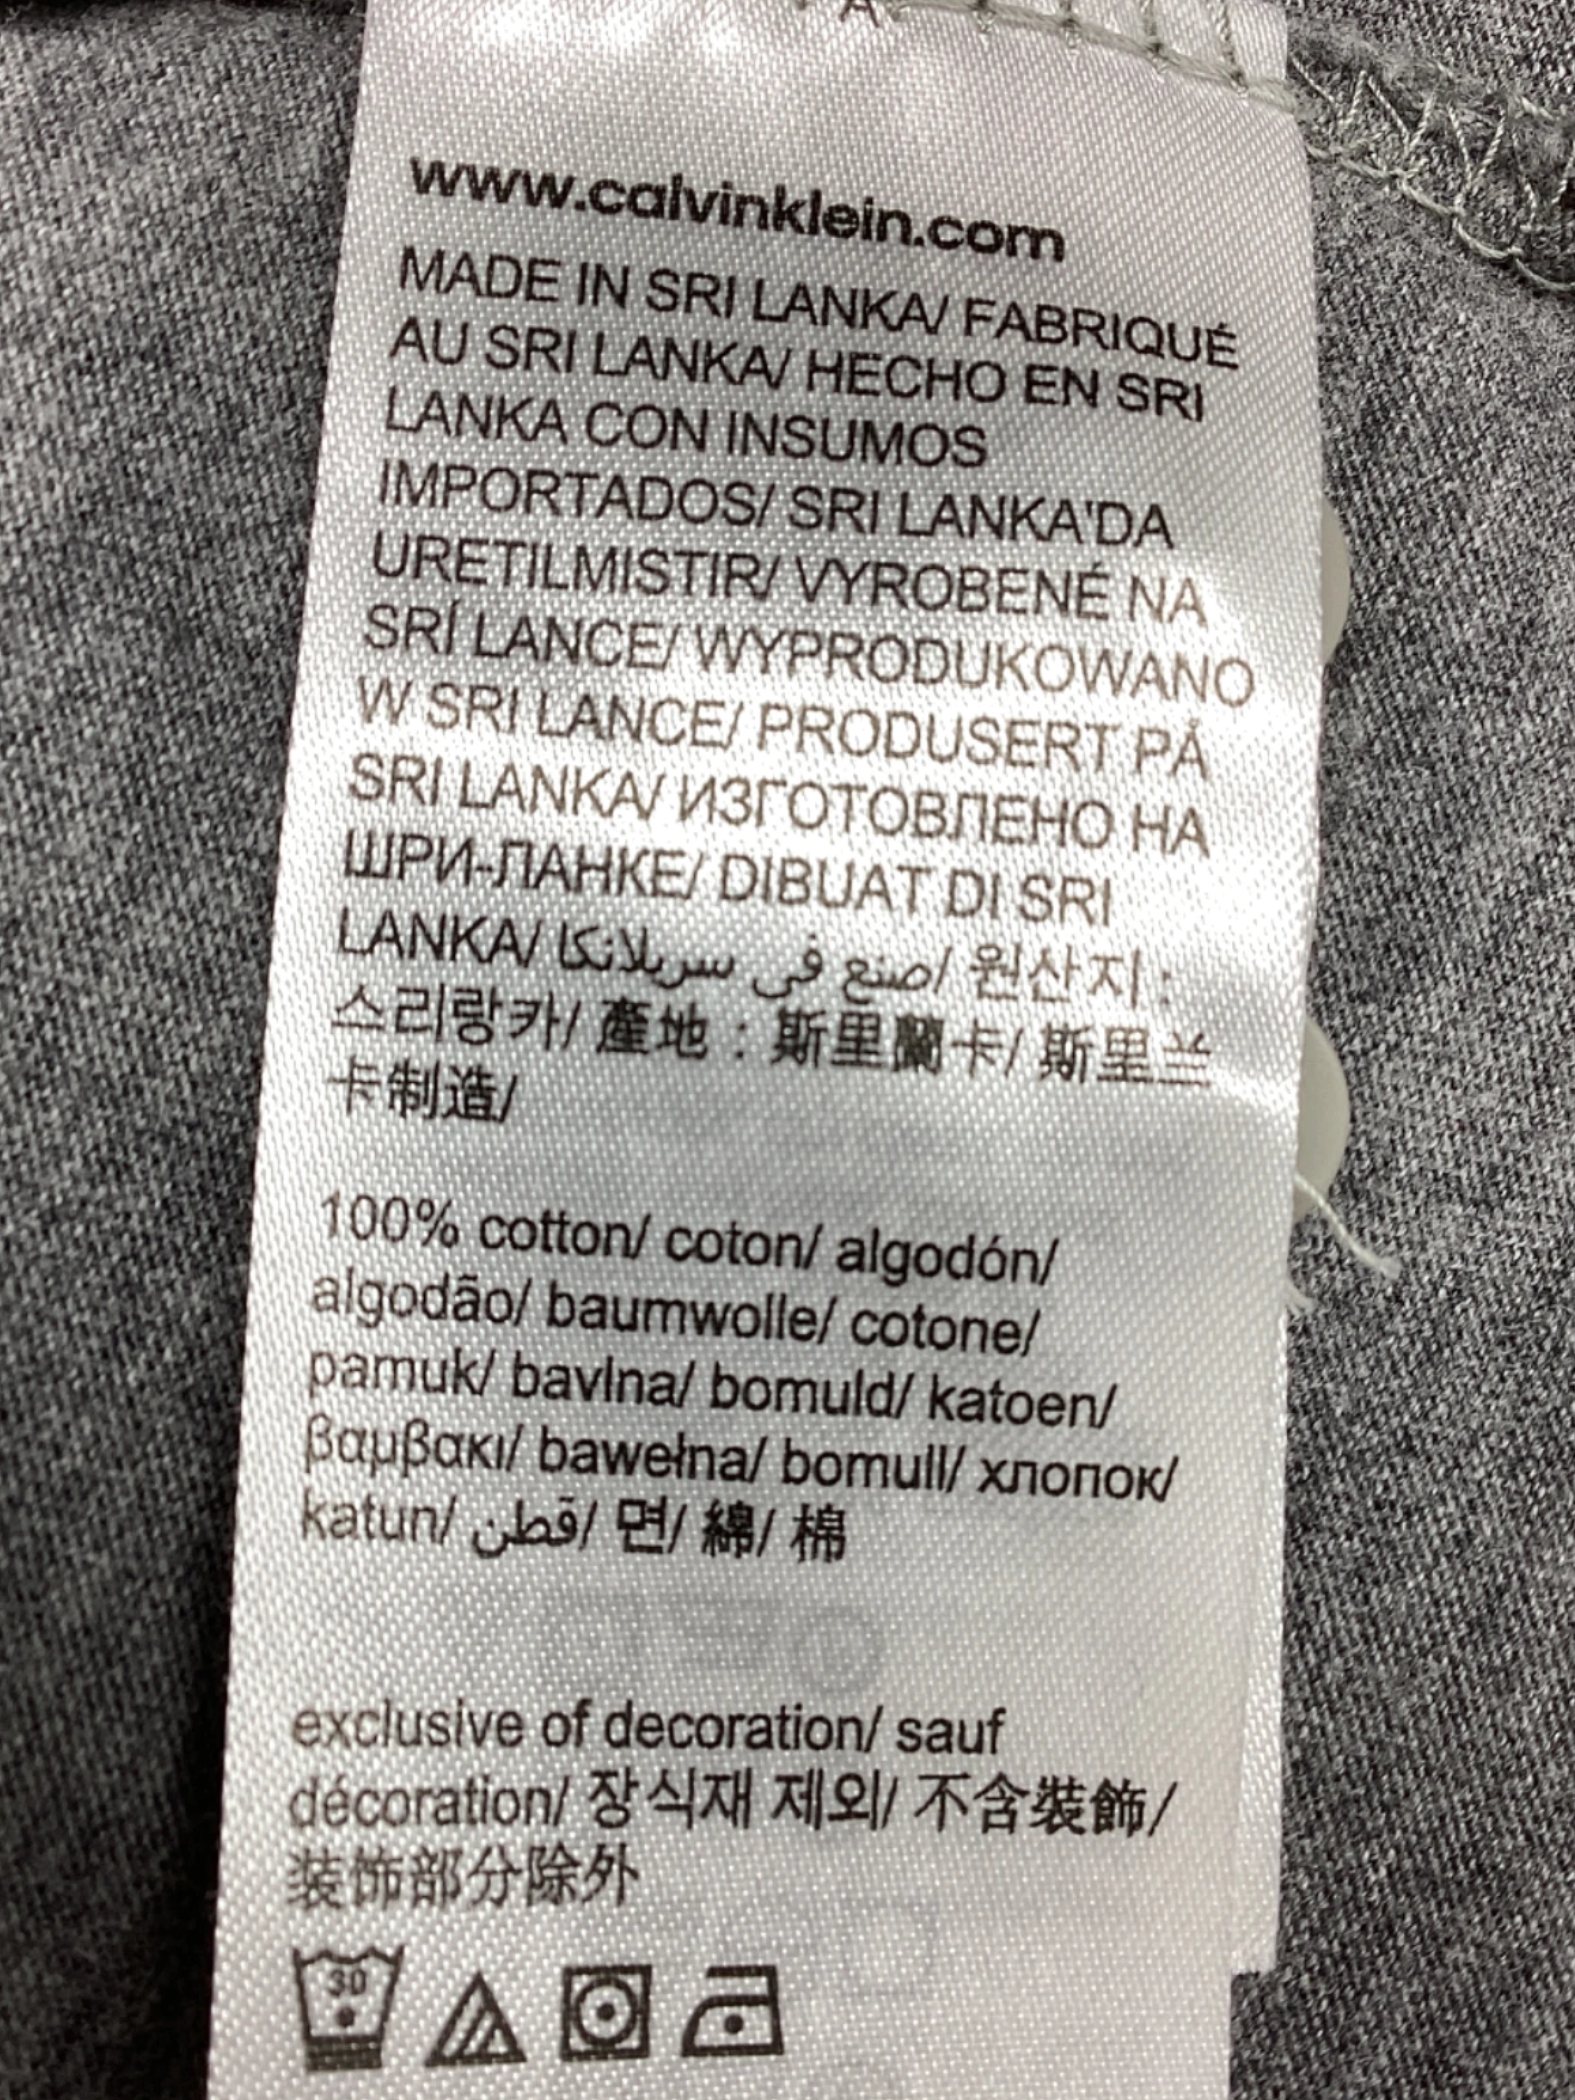 www.calvinklein.com
MADE IN SRI LANKA/ FABRIQUÉ
AU SRI LANKA/ HECHO EN SRI
LANKA CON INSUMOS
IMPORTADOS/ SRI LANKA'DA
URETILMISTIR/ VYROBENÉ NA
SRÍ LANCE/ WYPRODUKOWANO
W SRI LANCE/ PRODUSERT PÅ
SRI LANKA/ ИЗГОТОВЛЕНО НА
ШРИ-ЛАНКЕ/ DIBUAT DI SRI
LANKA/ صنع في سريلانكا/ 원산지 :
스리랑카/ 產地 : 斯里蘭卡/ 斯里兰
卡制造/
100% cotton/ coton/ algodón/
algodão/ baumwolle/ cotone/
pamuk/ bavlna/ bomuld/ katoen/
βαμβακι/ bawełna/ bomull/ хлопок/
katun/ قطن/ 면/ 綿/ 棉
exclusive of decoration/ sauf
décoration/ 장식재 제외/ 不含裝飾/
装饰部分除外
30